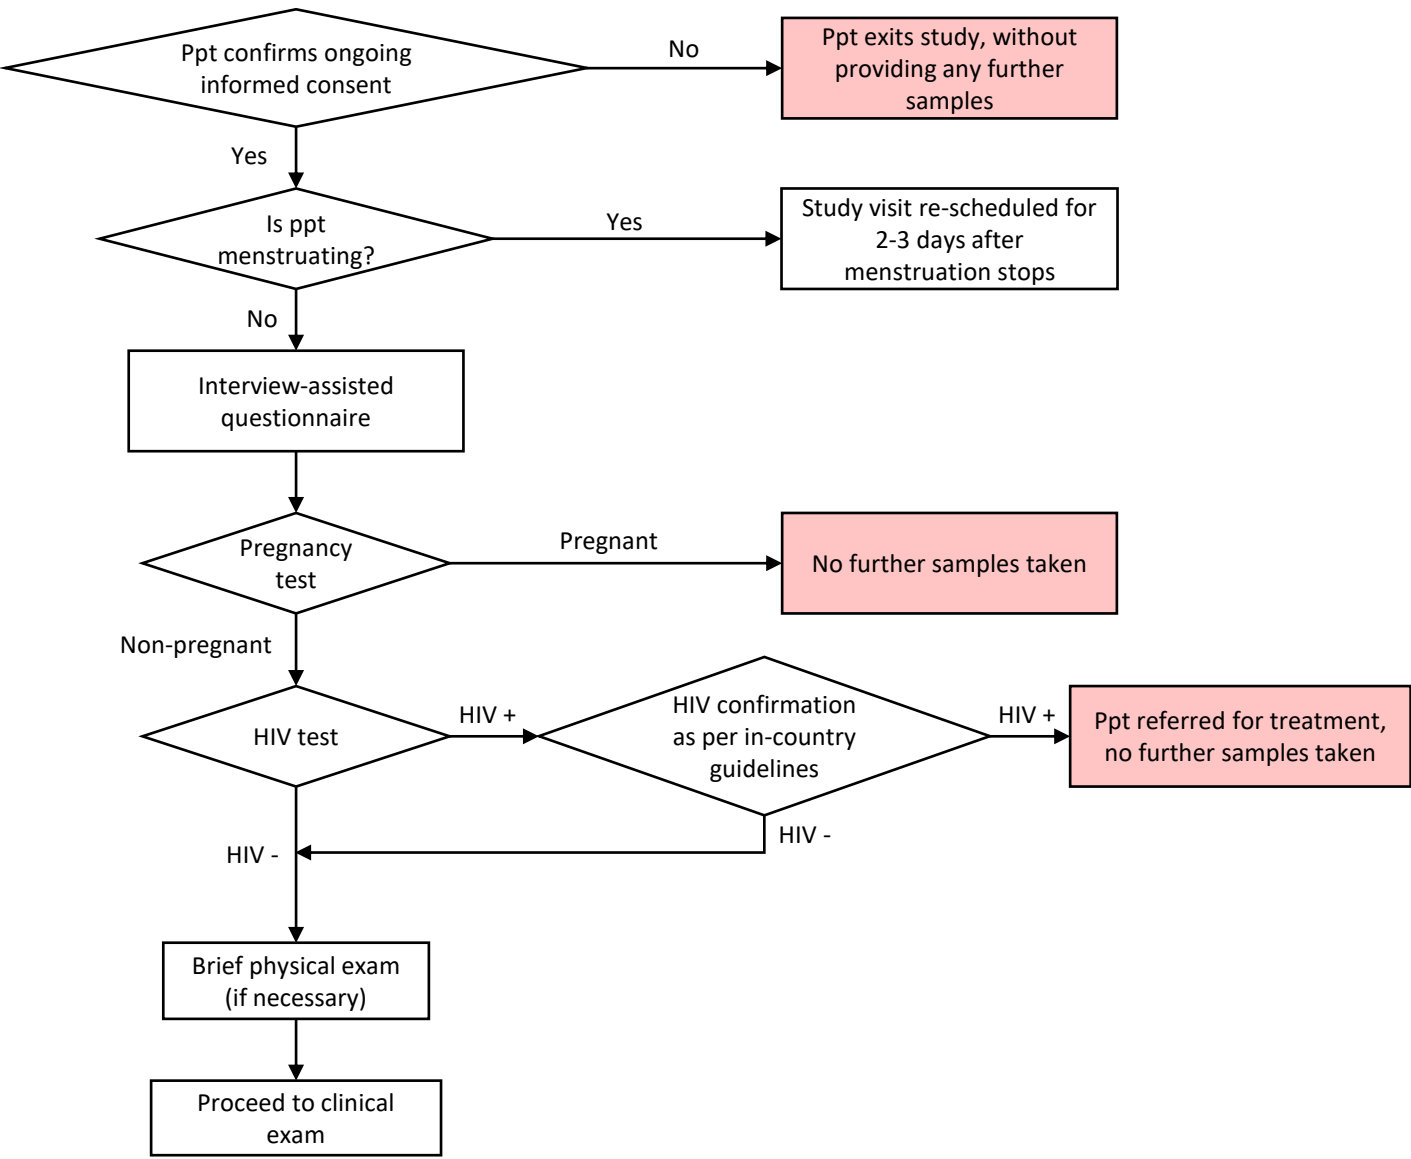 Ppt confirms ongoing
informed consent
No
Ppt exits study, without
providing any further
samples
Yes
Is ppt
menstruating?
Yes
Study visit re-scheduled for
2-3 days after
menstruation stops
No
Interview-assisted
questionnaire
Pregnancy
test
Pregnant
No further samples taken
Non-pregnant
HIV test
HIV +
HIV confirmation
as per in-country
guidelines
HIV +
Ppt referred for treatment,
no further samples taken
HIV -
HIV -
Brief physical exam
(if necessary)
Proceed to clinical
exam